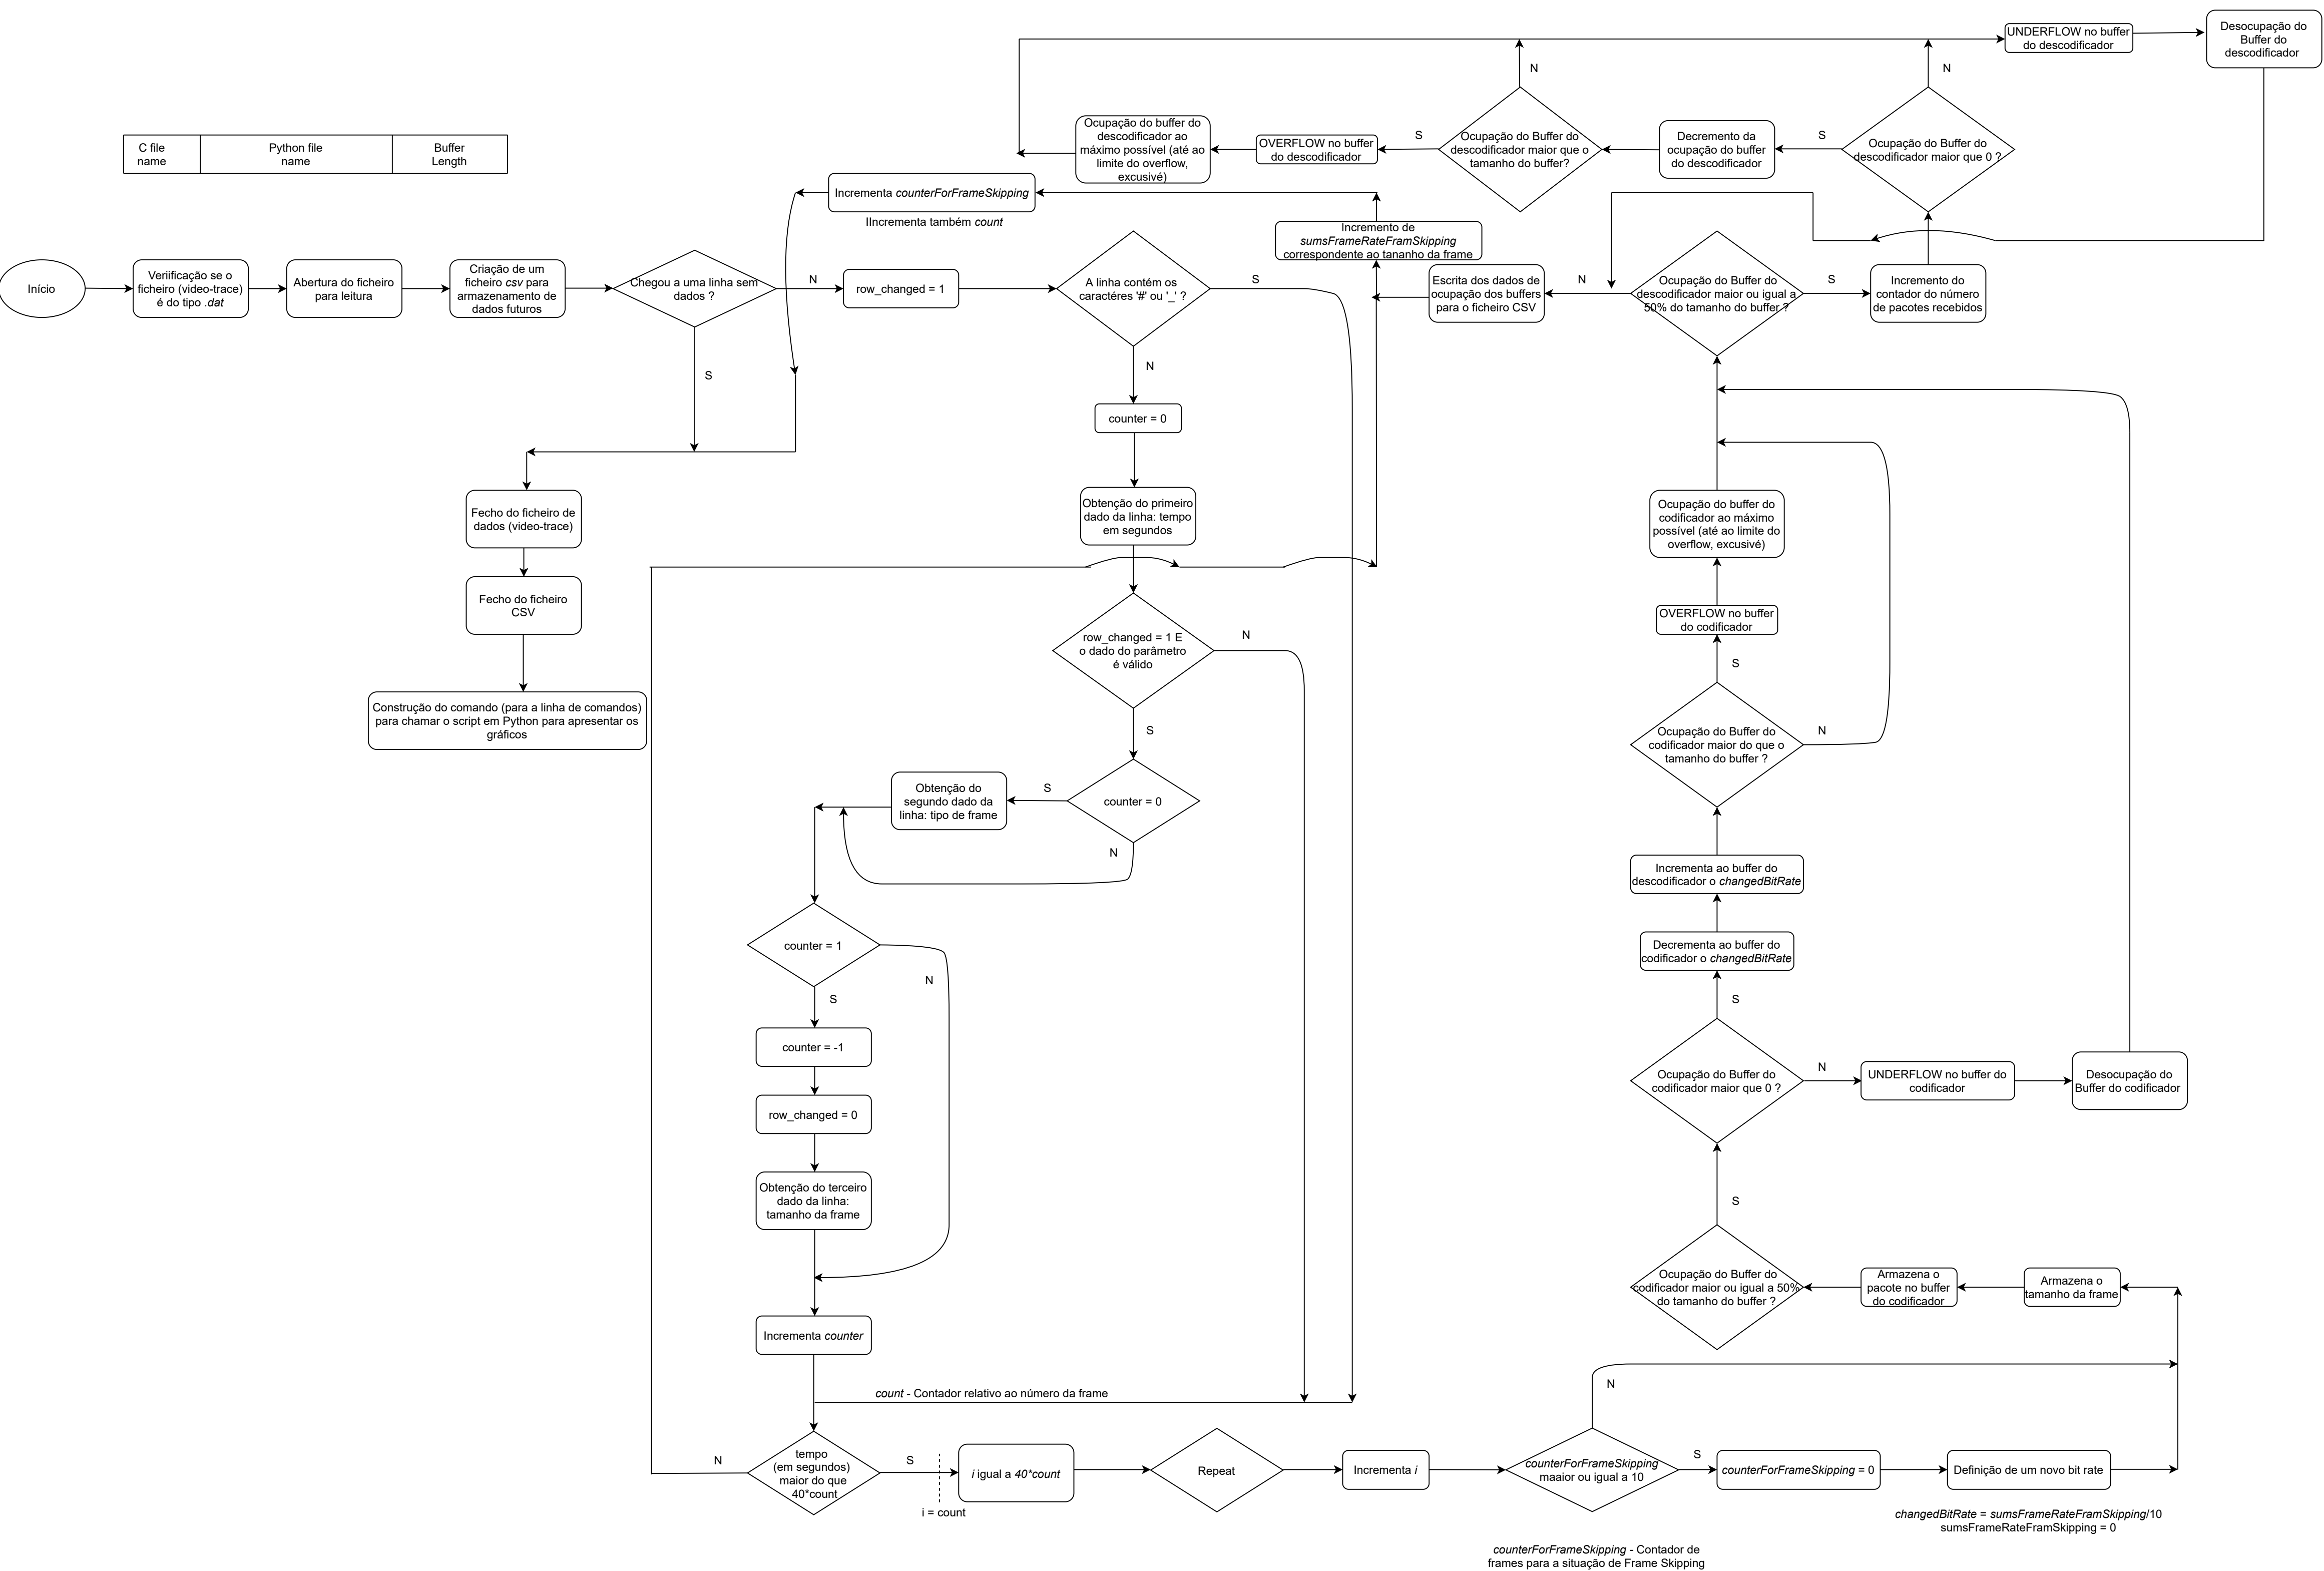 UNDERFLOW no buffer
do descodificador
Desocupação do
Buffer do
descodificador
N
N
Ocupação do buffer do
descodificador ao
máximo possível (até ao
limite do overflow,
excusivé)
OVERFLOW no buffer
do descodificador
S
Ocupação do Buffer do
descodificador maior que o
tamanho do buffer?
Decremento da
ocupação do buffer
do descodificador
S
Ocupação do Buffer do
descodificador maior que 0 ?
C file
name
Python file
name
Buffer
Length
Incrementa counterForFrameSkipping
IIncrementa também count
Incremento de
sumsFrameRateFramSkipping
correspondente ao tananho da frame
Início
Veriificação se o
ficheiro (video-trace)
é do tipo .dat
Abertura do ficheiro
para leitura
Criação de um
ficheiro csv para
armazenamento de
dados futuros
Chegou a uma linha sem
dados ?
N
row_changed = 1
A linha contém os
caractéres '#' ou '_' ?
S
Escrita dos dados de
ocupação dos buffers
para o ficheiro CSV
N
Ocupação do Buffer do
descodificador maior ou igual a
50% do tamanho do buffer ?
S
Incremento do
contador do número
de pacotes recebidos
S
N
counter = 0
Obtenção do primeiro
dado da linha: tempo
em segundos
Fecho do ficheiro de
dados (video-trace)
Fecho do ficheiro
CSV
Construção do comando (para a linha de comandos)
para chamar o script em Python para apresentar os
gráficos
Ocupação do buffer do
codificador ao máximo
possível (até ao limite do
overflow, excusivé)
OVERFLOW no buffer
do codificador
S
row_changed = 1 E
o dado do parâmetro
é válido
N
S
Ocupação do Buffer do
codificador maior do que o
tamanho do buffer ?
N
Obtenção do
segundo dado da
linha: tipo de frame
S
counter = 0
N
Incrementa ao buffer do
descodificador o changedBitRate
Decrementa ao buffer do
codificador o changedBitRate
counter = 1
N
S
S
counter = -1
row_changed = 0
Obtenção do terceiro
dado da linha:
tamanho da frame
Ocupação do Buffer do
codificador maior que 0 ?
N
UNDERFLOW no buffer do
codificador
Desocupação do
Buffer do codificador
S
Ocupação do Buffer do
codificador maior ou igual a 50%
do tamanho do buffer ?
Armazena o
pacote no buffer
do codificador
Armazena o
tamanho da frame
Incrementa counter
count - Contador relativo ao número da frame
N
N
tempo
(em segundos)
maior do que
40*count
S
i = count
i igual a 40*count
Repeat
Incrementa i
counterForFrameSkipping
maaior ou igual a 10
S
counterForFrameSkipping = 0
Definição de um novo bit rate
changedBitRate = sumsFrameRateFramSkipping/10
sumsFrameRateFramSkipping = 0
counterForFrameSkipping - Contador de
frames para a situação de Frame Skipping